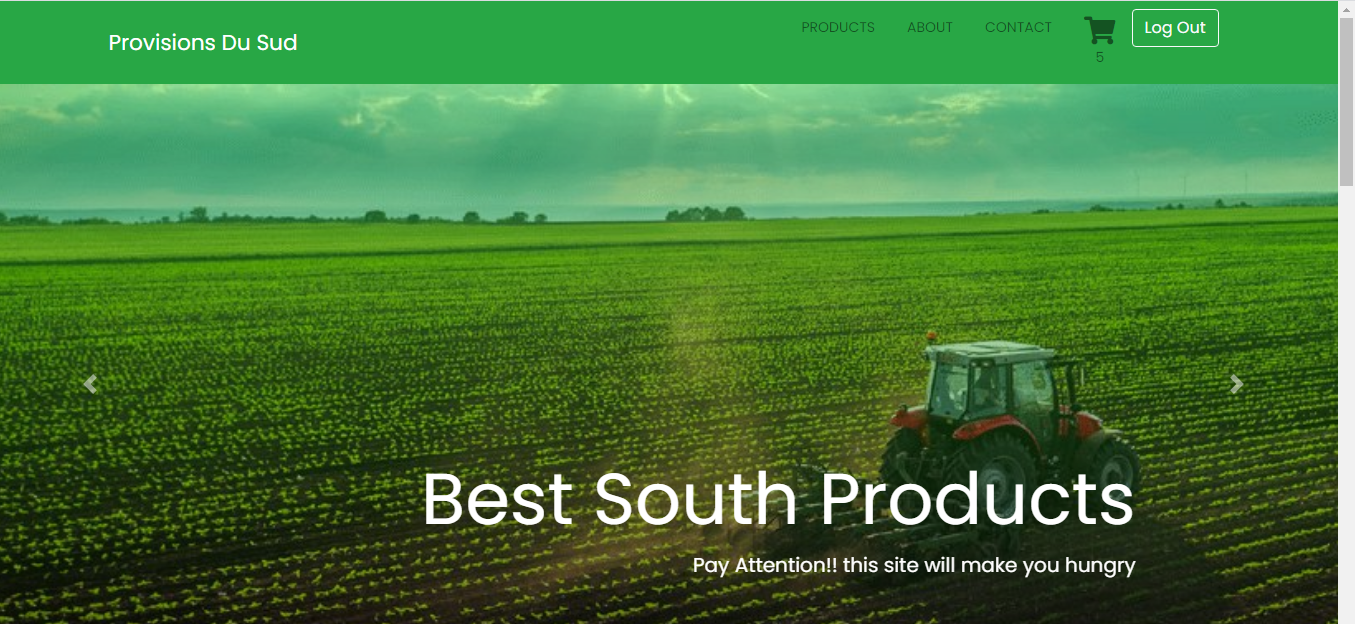 Provisions Du Sud
PRODUCTS ABOUT CONTACT Log Out
5
Best South Products
Pay Attention!! this site will make you hungry